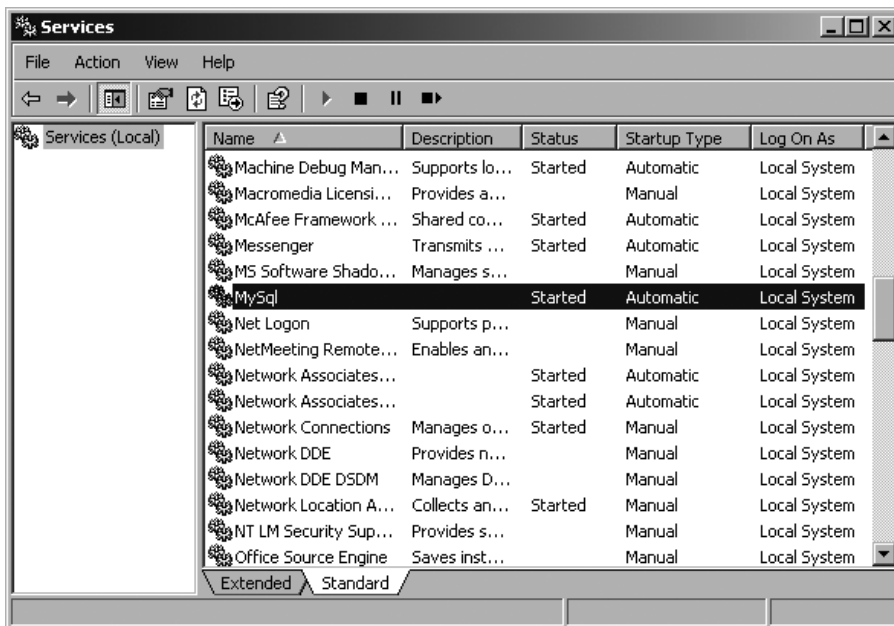 Services
File Action View Help
Services (Local)
Name Description Status Startup Type Log On As
Machine Debug Man... Supports lo... Started Automatic Local System
Macromedia Licensi... Provides a... Manual Local System
McAfee Framework ... Shared co... Started Automatic Local System
Messenger Transmits ... Started Automatic Local System
MS Software Shado... Manages s... Manual Local System
MySql Started Automatic Local System
Net Logon Supports p... Manual Local System
NetMeeting Remote... Enables an... Manual Local System
Network Associates... Started Automatic Local System
Network Associates... Started Automatic Local System
Network Connections Manages o... Started Manual Local System
Network DDE Provides n... Manual Local System
Network DDE DSDM Manages D... Manual Local System
Network Location A... Collects an... Started Manual Local System
NT LM Security Sup... Provides s... Manual Local System
Office Source Engine Saves inst... Manual Local System
Extended Standard